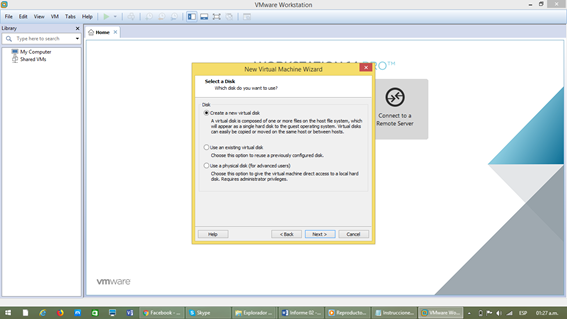 VMware Workstation
File Edit View VM Tabs Help
Library
Type here to search
My Computer
Shared VMs
Home
PRO™
Connect to a
Remote Server
New Virtual Machine Wizard
Select a Disk
Which disk do you want to use?
Disk
Create a new virtual disk
A virtual disk is composed of one or more files on the host file system, which
will appear as a single hard disk to the guest operating system. Virtual disks
can easily be copied or moved on the same host or between hosts.
Use an existing virtual disk
Choose this option to reuse a previously configured disk.
Use a physical disk (for advanced users)
Choose this option to give the virtual machine direct access to a local hard
disk. Requires administrator privileges.
Help < Back Next > Cancel
vmware
Facebook - ... Skype Explorador ... Informe 02 - ... Reproducto... Instruccione... VMware Wo... ESP 01:27 a.m.